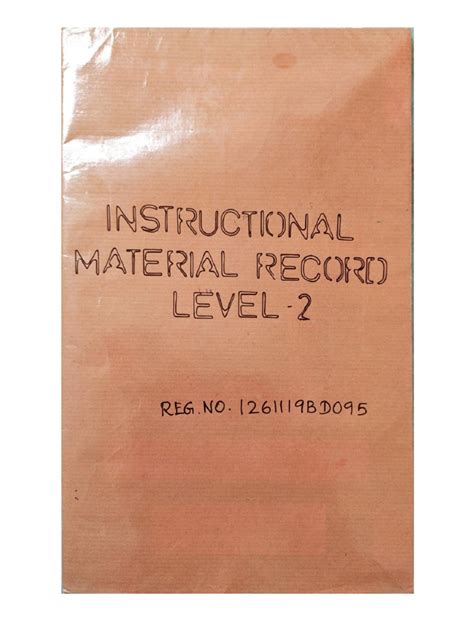 INSTRUCTIONAL
MATERIAL RECORD
LEVEL-2
REG.NO. 1261119BD095